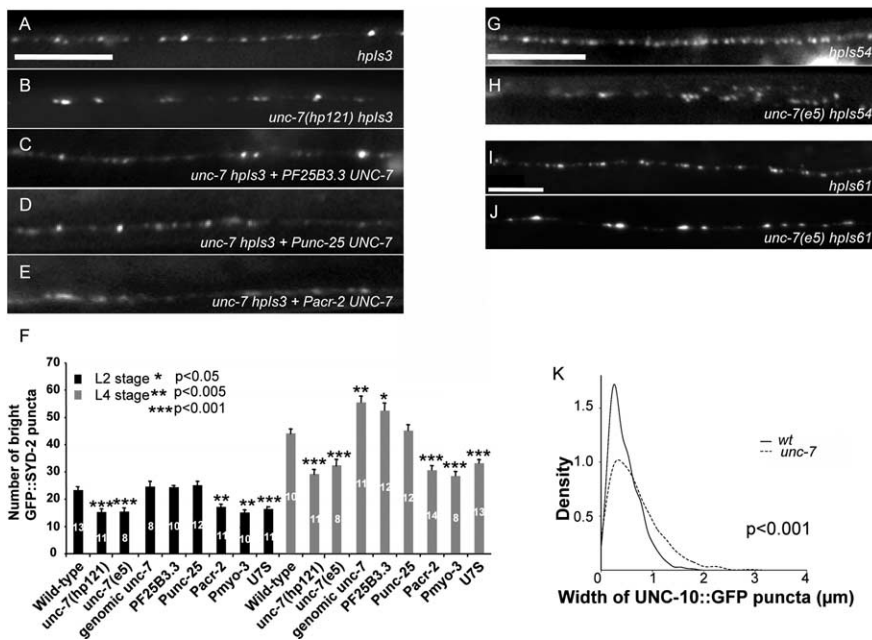 A
hpIs3
B
unc-7(hp121) hpIs3
C
unc-7 hpIs3 + PF25B3.3 UNC-7
D
unc-7 hpIs3 + Punc-25 UNC-7
E
unc-7 hpIs3 + Pacr-2 UNC-7
G
hpIs54
H
unc-7(e5) hpIs54
I
hpIs61
J
unc-7(e5) hpIs61
F
Number of bright
GFP::SYD-2 puncta
70
60
50
40
30
20
10
0
L2 stage * p<0.05
L4 stage ** p<0.005
*** p<0.001
*** *** ** ** *** *** *** ** * *** *** ***
13 11 8 8 10 12 11 10 11 10 11 8 11 12 12 14 8 13
Wild-type
unc-7(hp121)
unc-7(e5)
genomic unc-7
PF25B3.3
Punc-25
Pacr-2
Pmyo-3
U7S
Wild-type
unc-7(hp121)
unc-7(e5)
genomic unc-7
PF25B3.3
Punc-25
Pacr-2
Pmyo-3
U7S
K
Density
1.5
1.0
0.5
wt
unc-7
p<0.001
0 1 2 3 4
Width of UNC-10::GFP puncta (µm)